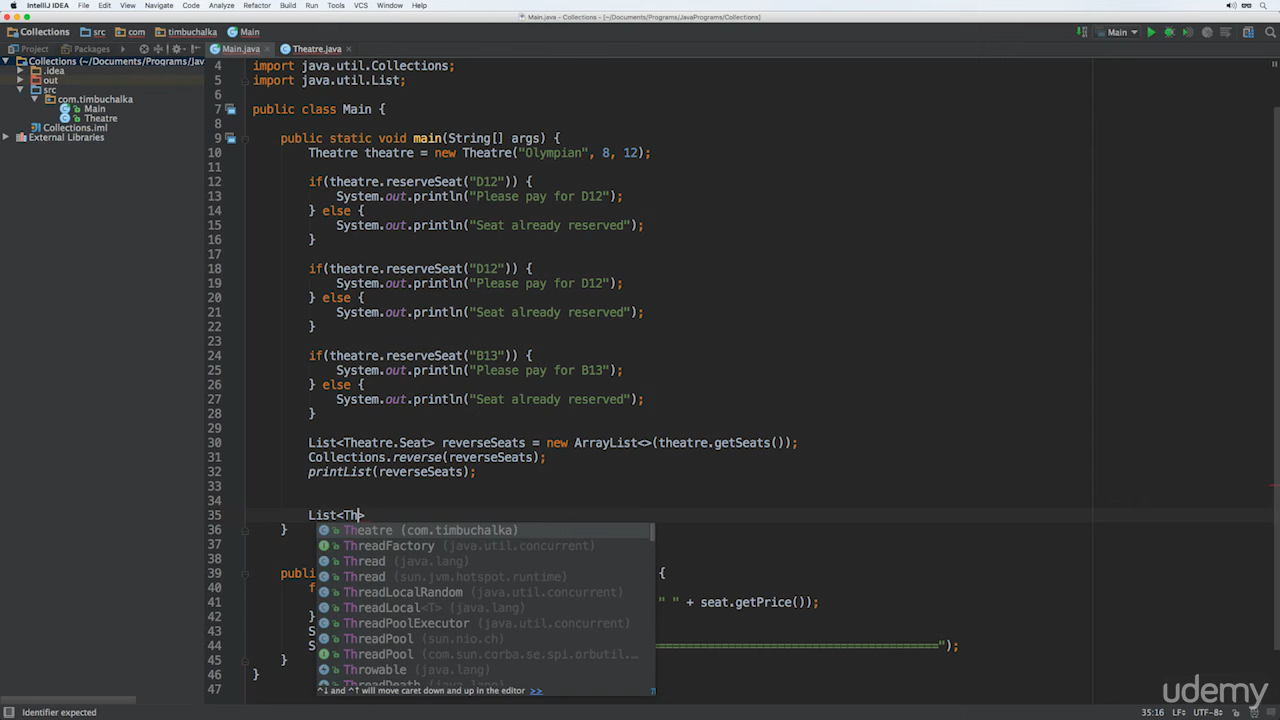 IntelliJ IDEA File Edit View Navigate Code Analyze Refactor Build Run Tools VCS Window Help
Main.java - Collections - [~/Documents/Programs/JavaPrograms/Collections]
Collections src com timbuchalka Main Main
Project Packages Main.java Theatre.java
Collections (~/Documents/Programs/Jav
.idea
out
src
com.timbuchalka
Main
Theatre
Collections.iml
External Libraries
4 import java.util.Collections;
5 import java.util.List;
6
7 public class Main {
8
9 public static void main(String[] args) {
10 Theatre theatre = new Theatre("Olympian", 8, 12);
11
12 if(theatre.reserveSeat("D12")) {
13 System.out.println("Please pay for D12");
14 } else {
15 System.out.println("Seat already reserved");
16 }
17
18 if(theatre.reserveSeat("D12")) {
19 System.out.println("Please pay for D12");
20 } else {
21 System.out.println("Seat already reserved");
22 }
23
24 if(theatre.reserveSeat("B13")) {
25 System.out.println("Please pay for B13");
26 } else {
27 System.out.println("Seat already reserved");
28 }
29
30 List<Theatre.Seat> reverseSeats = new ArrayList<>(theatre.getSeats());
31 Collections.reverse(reverseSeats);
32 printList(reverseSeats);
33
34
35 List<Th>
36 }
37
38
39 publi {
40 f " " + seat.getPrice());
41
42 }
43 S
44 S ======================================");
45 }
46 }
47
Theatre (com.timbuchalka)
ThreadFactory (java.util.concurrent)
Thread (java.lang)
Thread (sun.jvm.hotspot.runtime)
ThreadLocalRandom (java.util.concurrent)
ThreadLocal<T> (java.lang)
ThreadPoolExecutor (java.util.concurrent)
ThreadPool (sun.nio.ch)
ThreadPool (com.sun.corba.se.spi.orbutil.…
Throwable (java.lang)
ThreadDeath (java.lang)
^↓ and ^↑ will move caret down and up in the editor >>
π
udemy
Identifier expected 35:16 LF÷ UTF-8÷